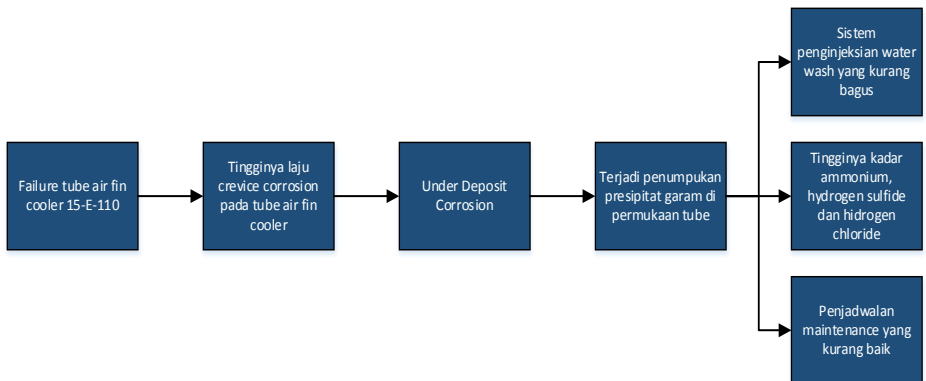 Failure tube air fin
cooler 15-E-110
Tingginya laju
crevice corrosion pada
tube air fin
cooler
Under Deposit
Corrosion
Terjadi penumpukan
presipitat garam di
permukaan tube
Sistem
penginjeksian water
wash yang kurang
bagus
Tingginya kadar
ammonium,
hydrogen sulfide
dan hidrogen
chloride
Penjadwalan
maintenance yang
kurang baik